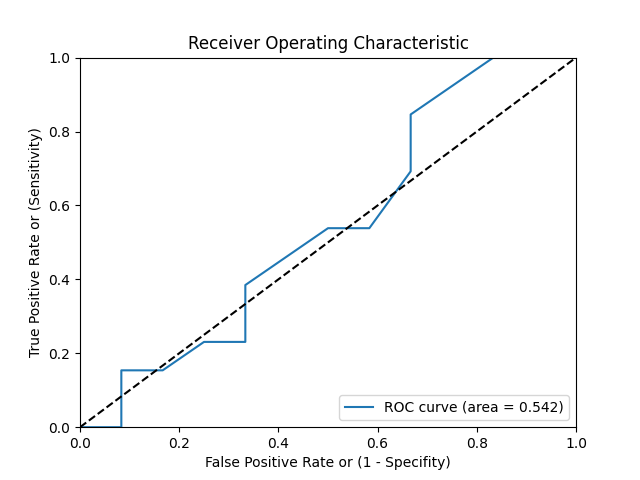 Receiver Operating Characteristic
True Positive Rate or (Sensitivity)
1.0
0.8
0.6
0.4
0.2
0.0
ROC curve (area = 0.542)
0.0 0.2 0.4 0.6 0.8 1.0
False Positive Rate or (1 - Specifity)